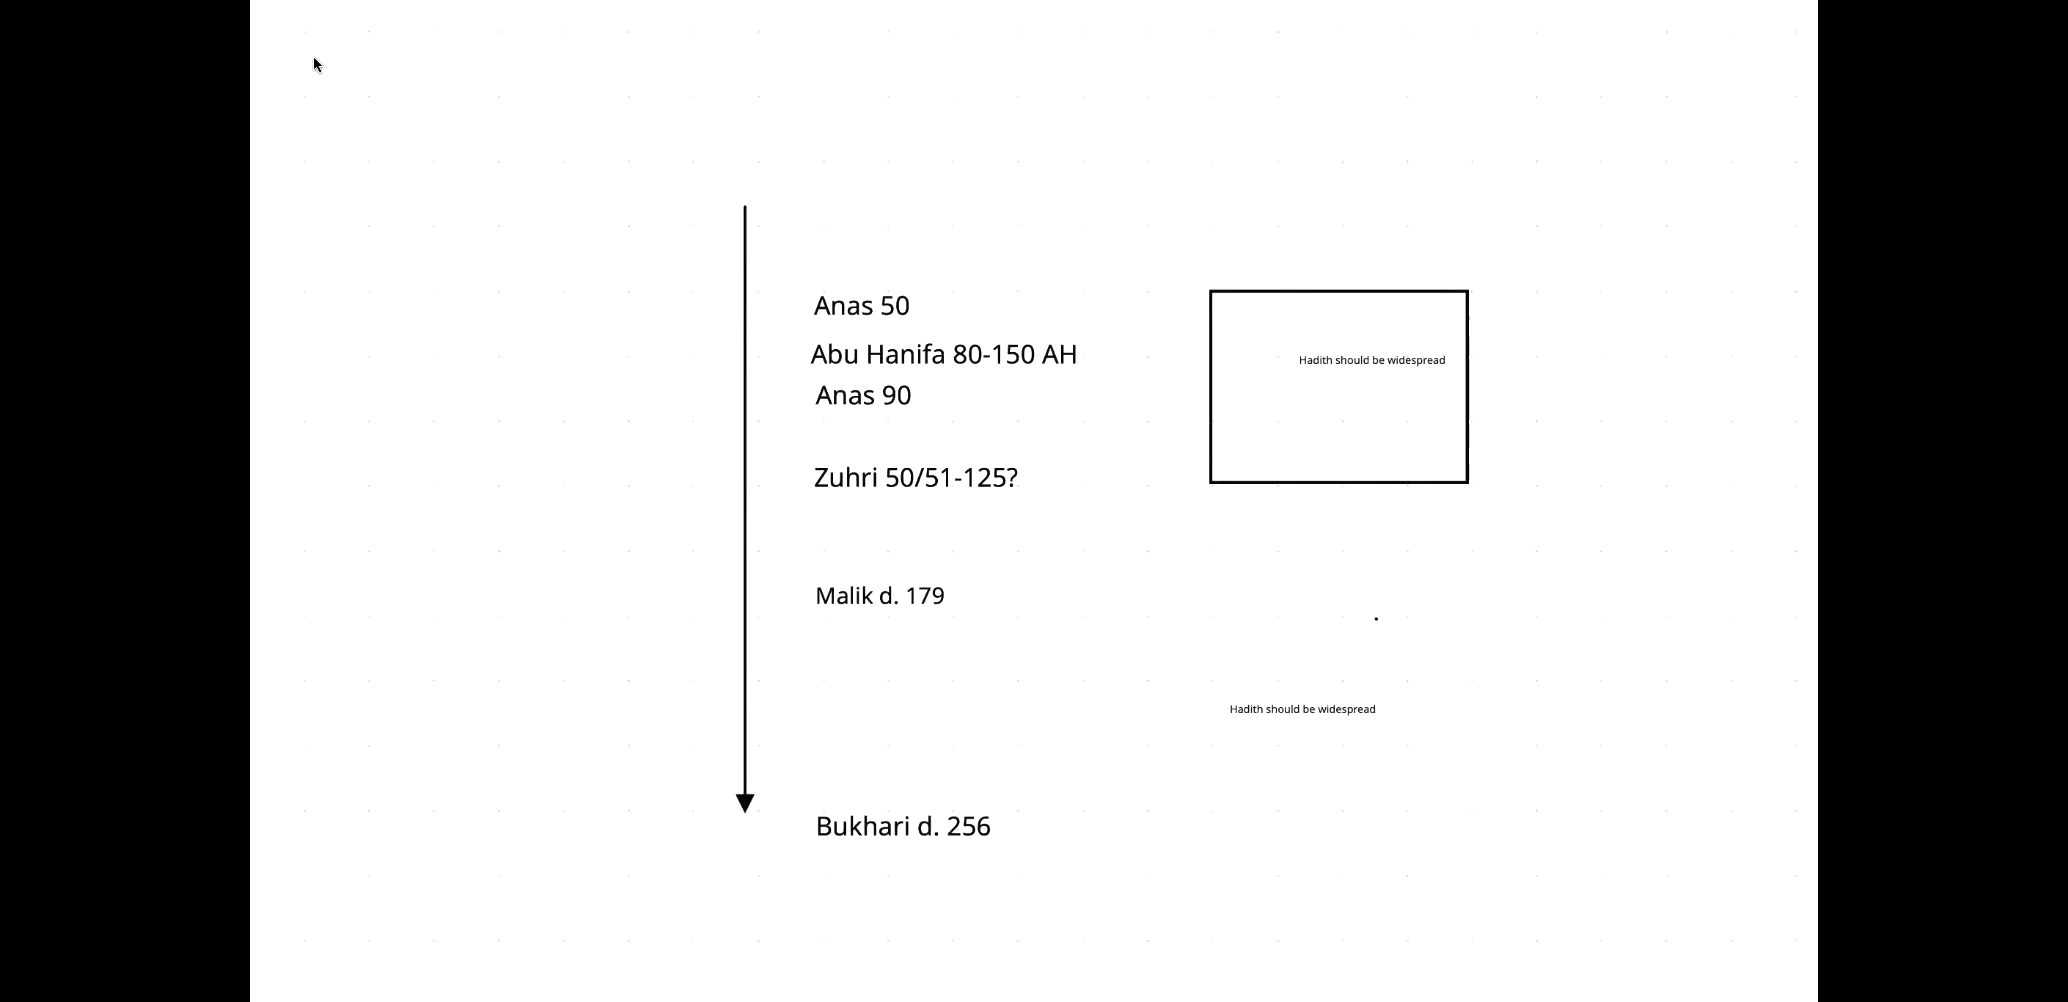 Anas 50
Abu Hanifa 80-150 AH
Hadith should be widespread
Anas 90
Zuhri 50/51-125?
Malik d. 179
Hadith should be widespread
Bukhari d. 256